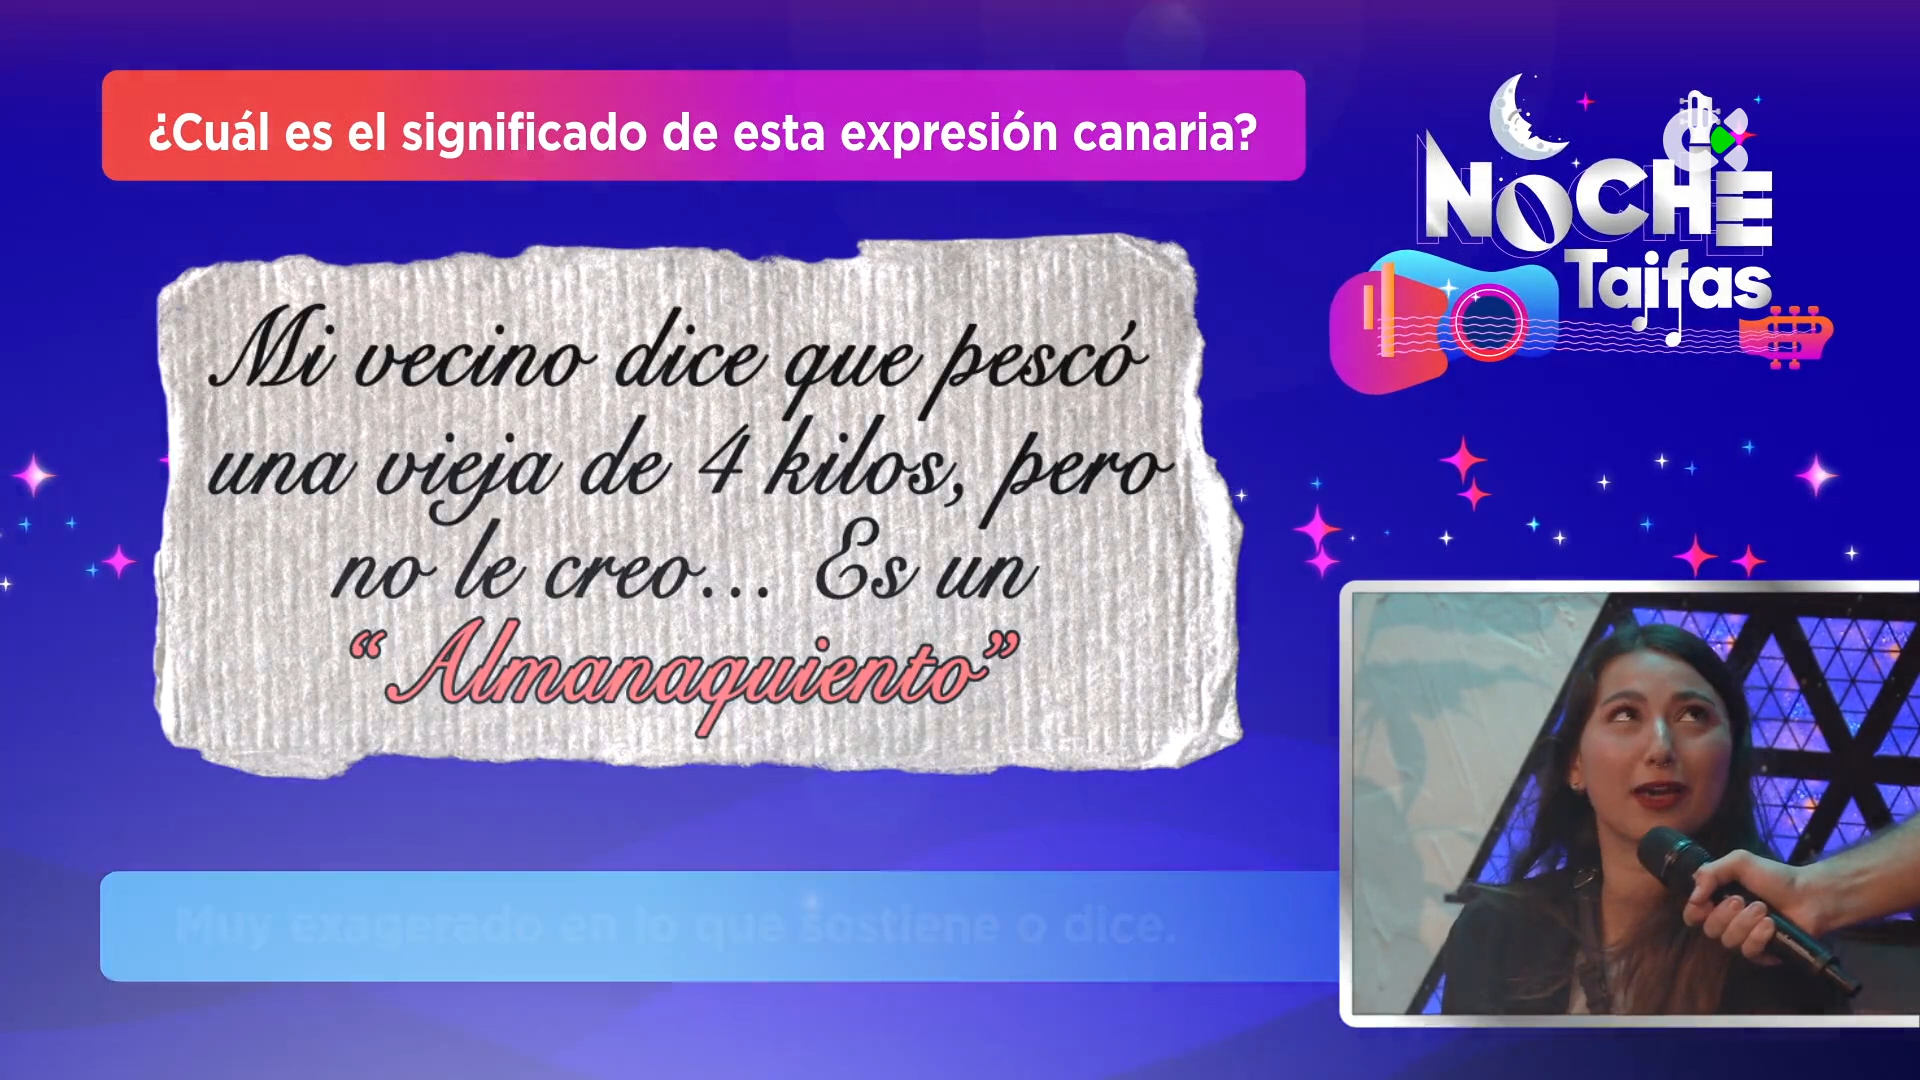 ¿Cuál es el significado de esta expresión canaria?
NOCHE
Taifas
Mi vecino dice que pescó
una vieja de 4 kilos, pero
no le creo... Es un
“Almanaquiento”
Muy exagerado en lo que sostiene o dice.